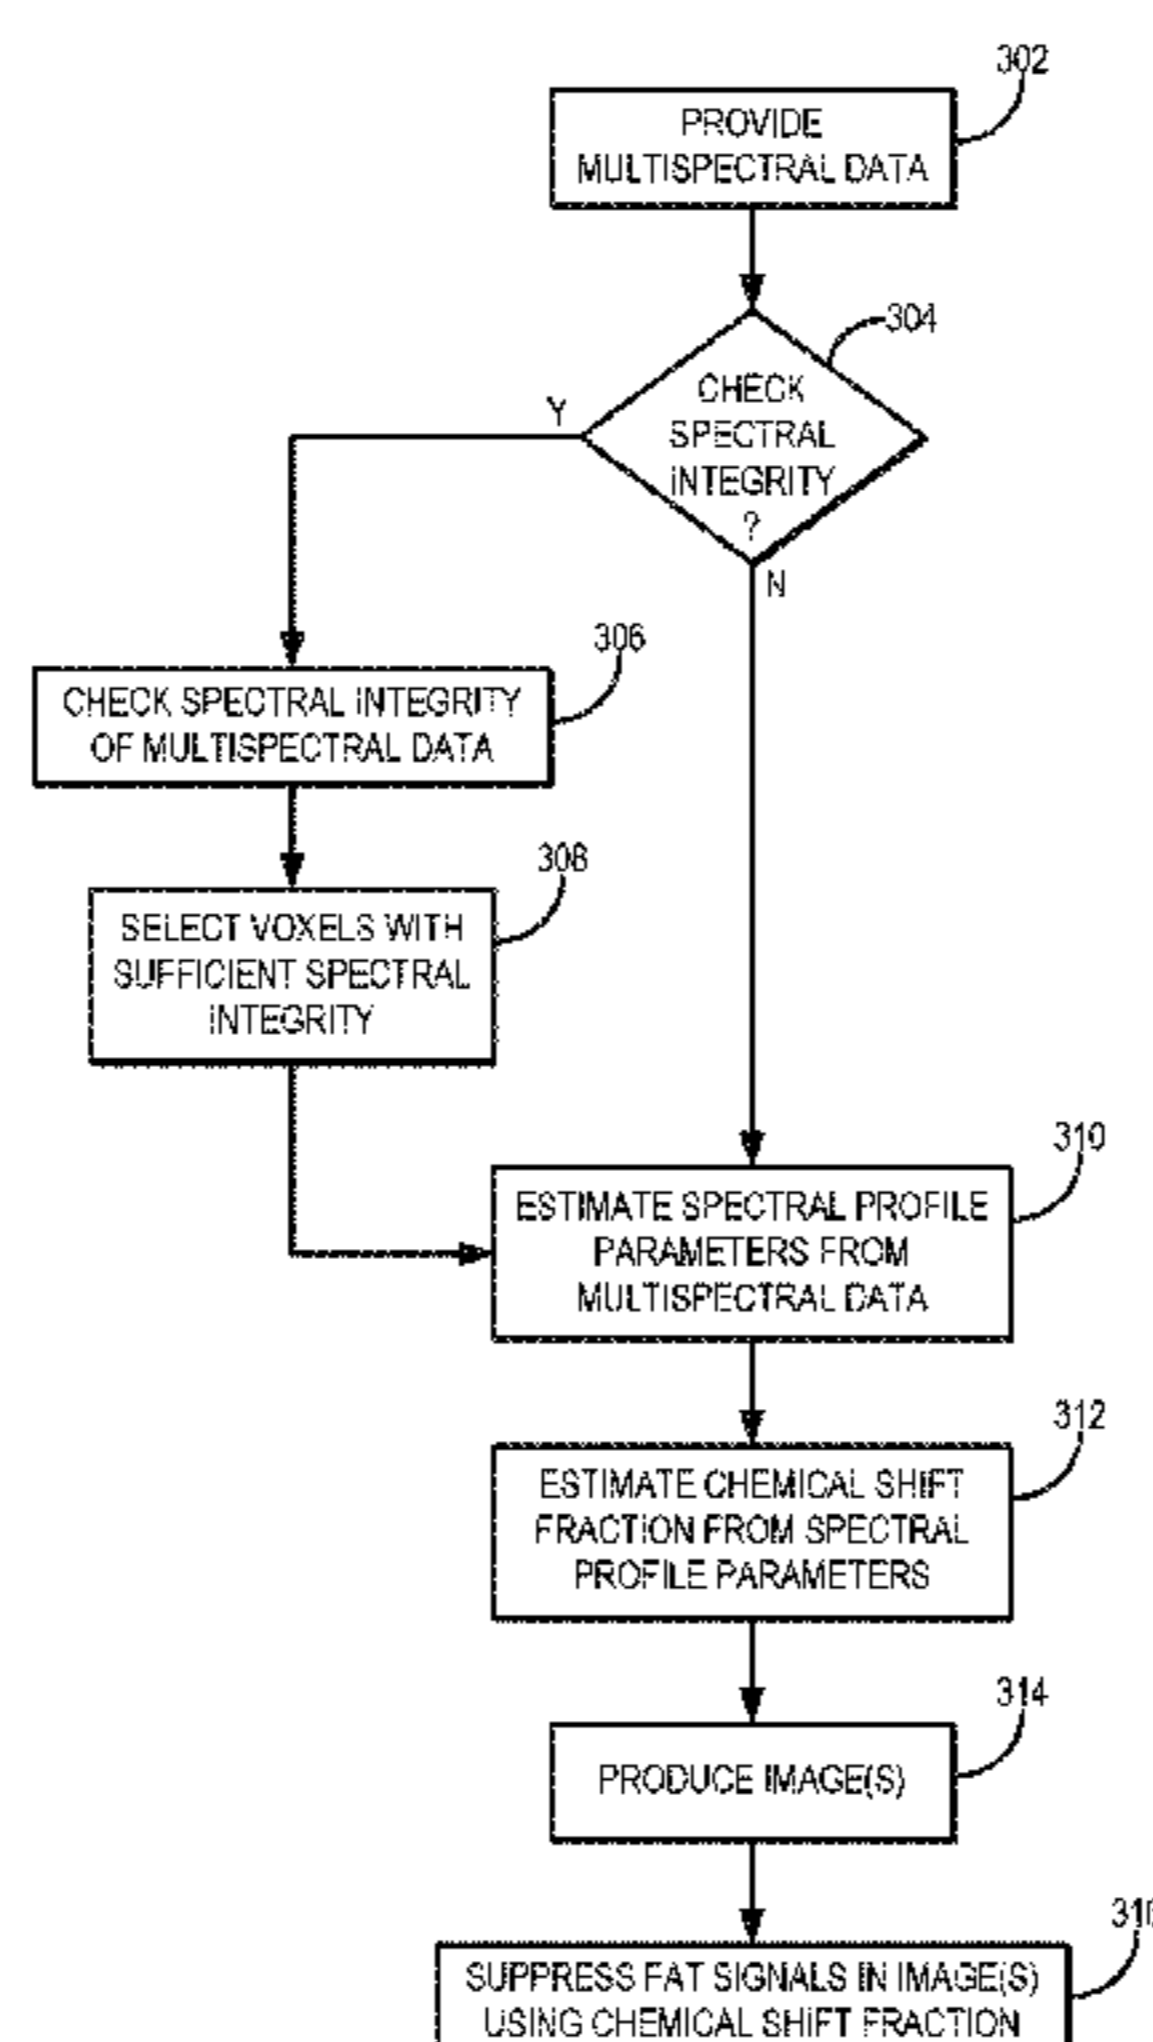 302
PROVIDE
MULTISPECTRAL DATA
304
CHECK
SPECTRAL
INTEGRITY
?
Y
N
306
CHECK SPECTRAL INTEGRITY
OF MULTISPECTRAL DATA
308
SELECT VOXELS WITH
SUFFICIENT SPECTRAL
INTEGRITY
310
ESTIMATE SPECTRAL PROFILE
PARAMETERS FROM
MULTISPECTRAL DATA
312
ESTIMATE CHEMICAL SHIFT
FRACTION FROM SPECTRAL
PROFILE PARAMETERS
314
PRODUCE IMAGE(S)
SUPPRESS FAT SIGNALS IN IMAGE(S)
USING CHEMICAL SHIFT FRACTION